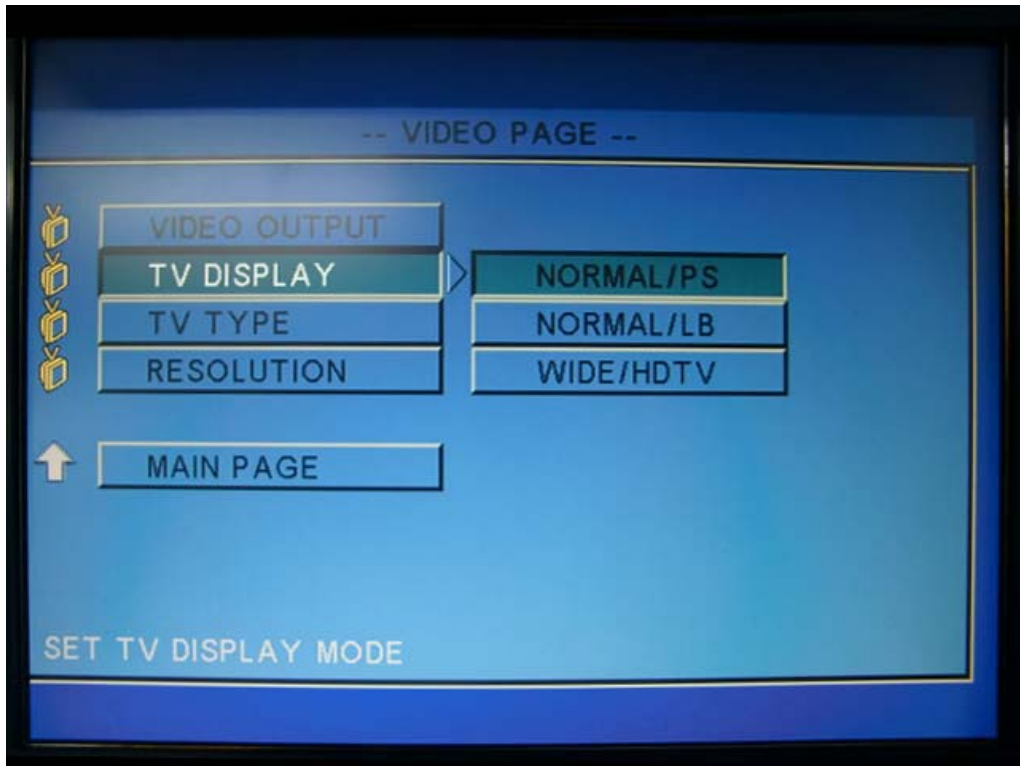 -- VIDEO PAGE --
VIDEO OUTPUT
TV DISPLAY NORMAL/PS
TV TYPE NORMAL/LB
RESOLUTION WIDE/HDTV
MAIN PAGE
SET TV DISPLAY MODE